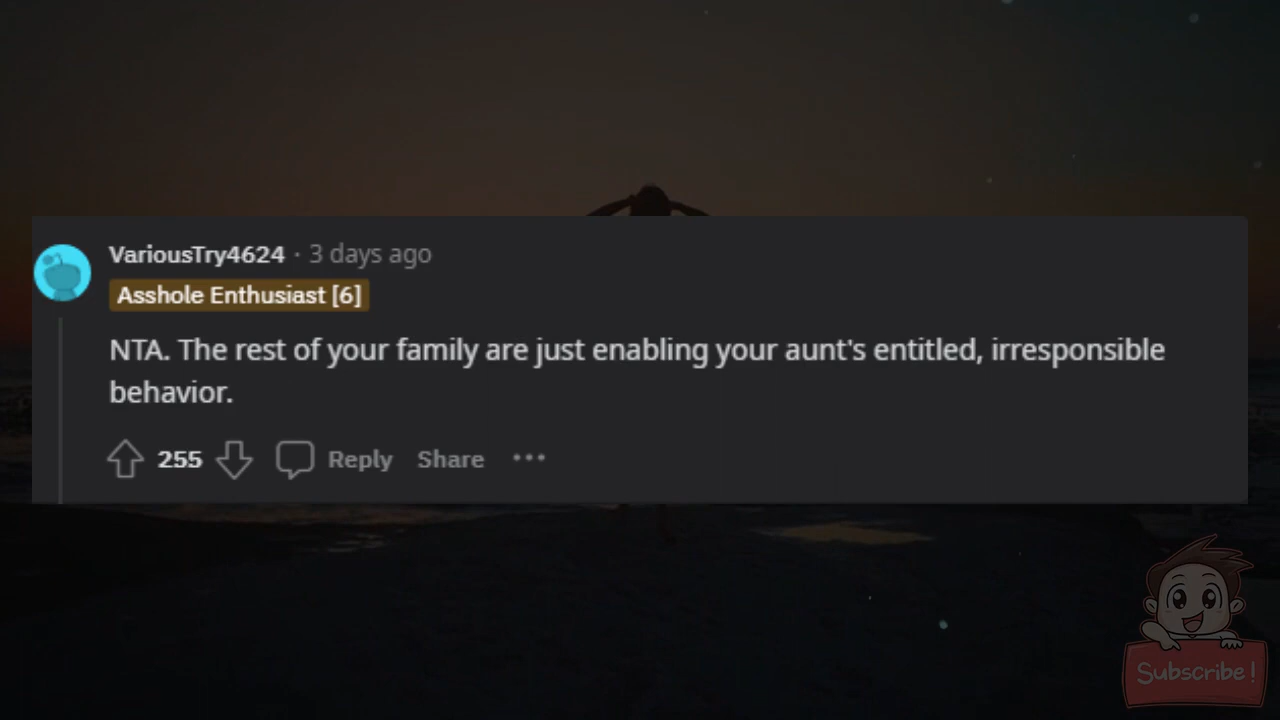 VariousTry4624 · 3 days ago
Asshole Enthusiast [6]
NTA. The rest of your family are just enabling your aunt's entitled, irresponsible
behavior.
255 Reply Share ···
Subscribe!